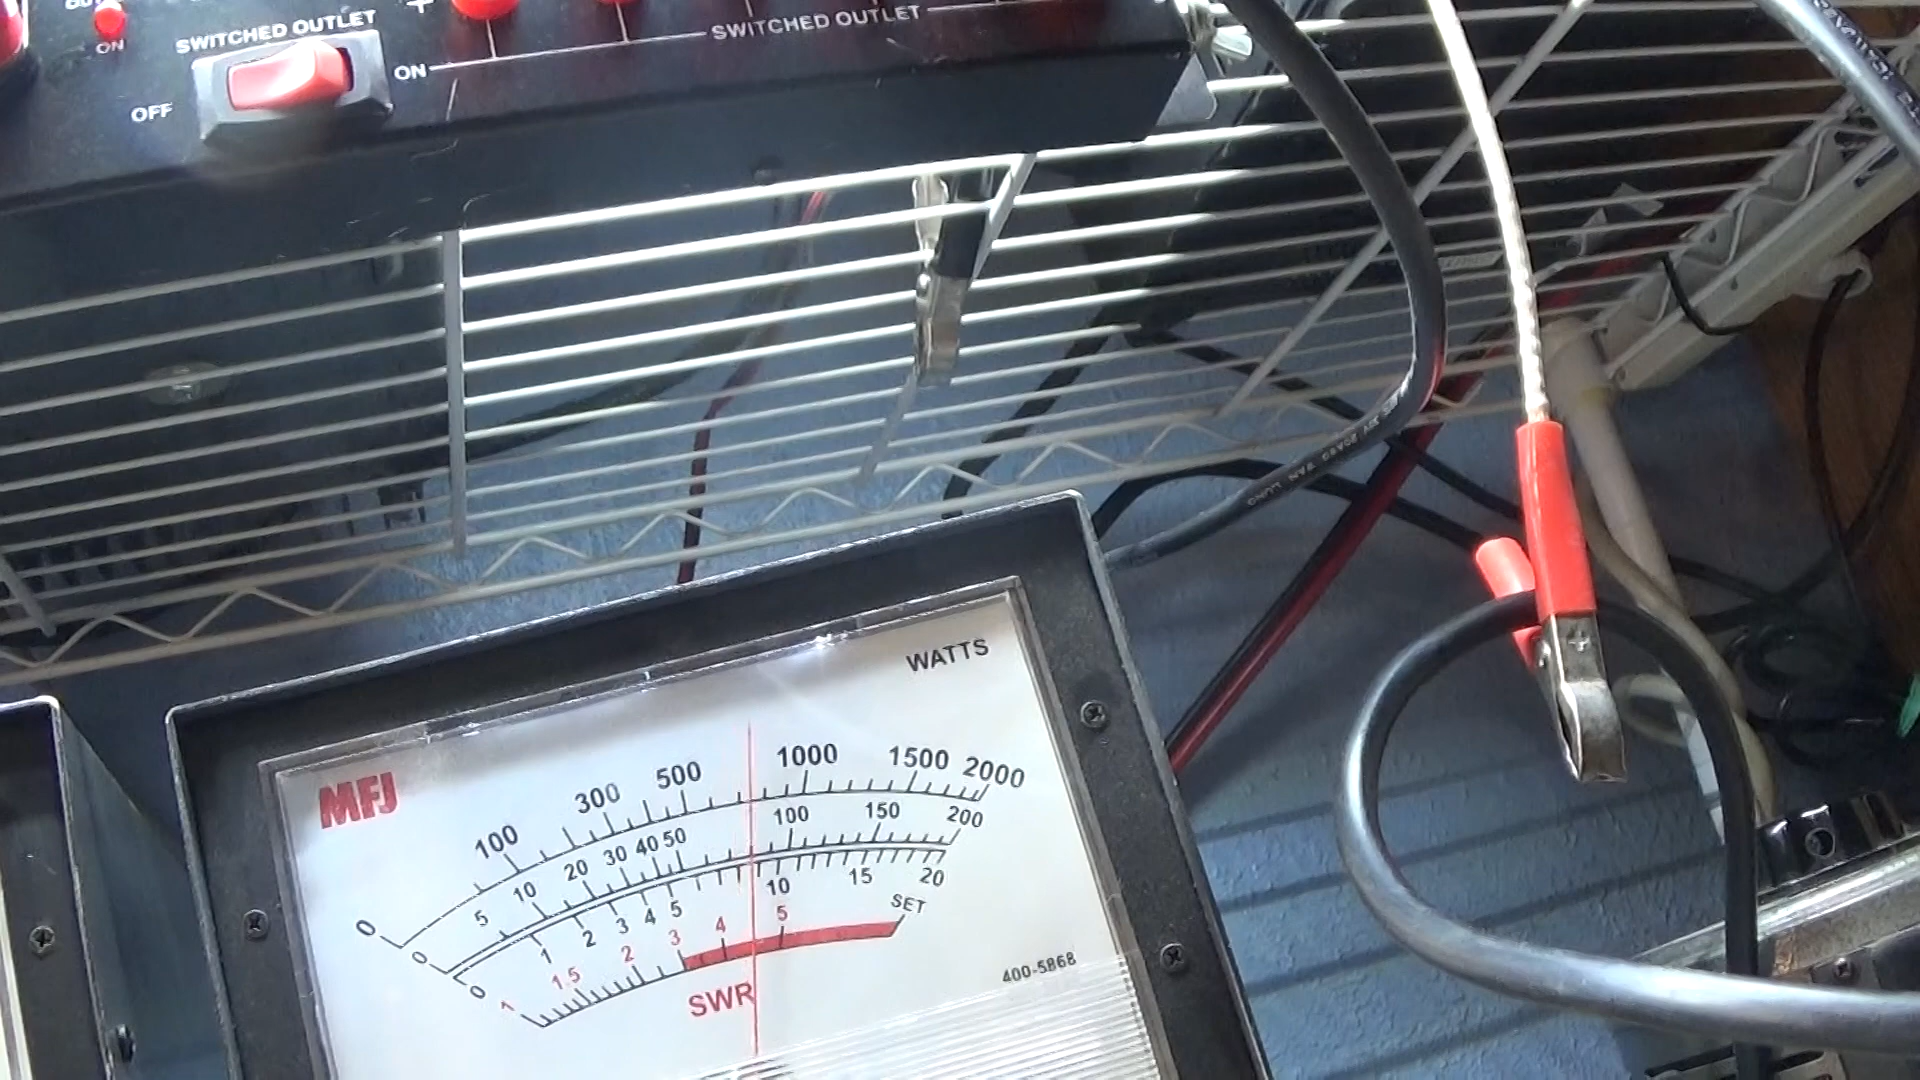 ON
SWITCHED OUTLET
OFF
ON
+
SWITCHED OUTLET
+
MFJ
WATTS
0 100 300 500 1000 1500 2000
0 5 10 20 30 40 50 100 150 200
0 1 2 3 4 5 10 15 20
1 1.5 2 3 4 5 SET
SWR
400-5868